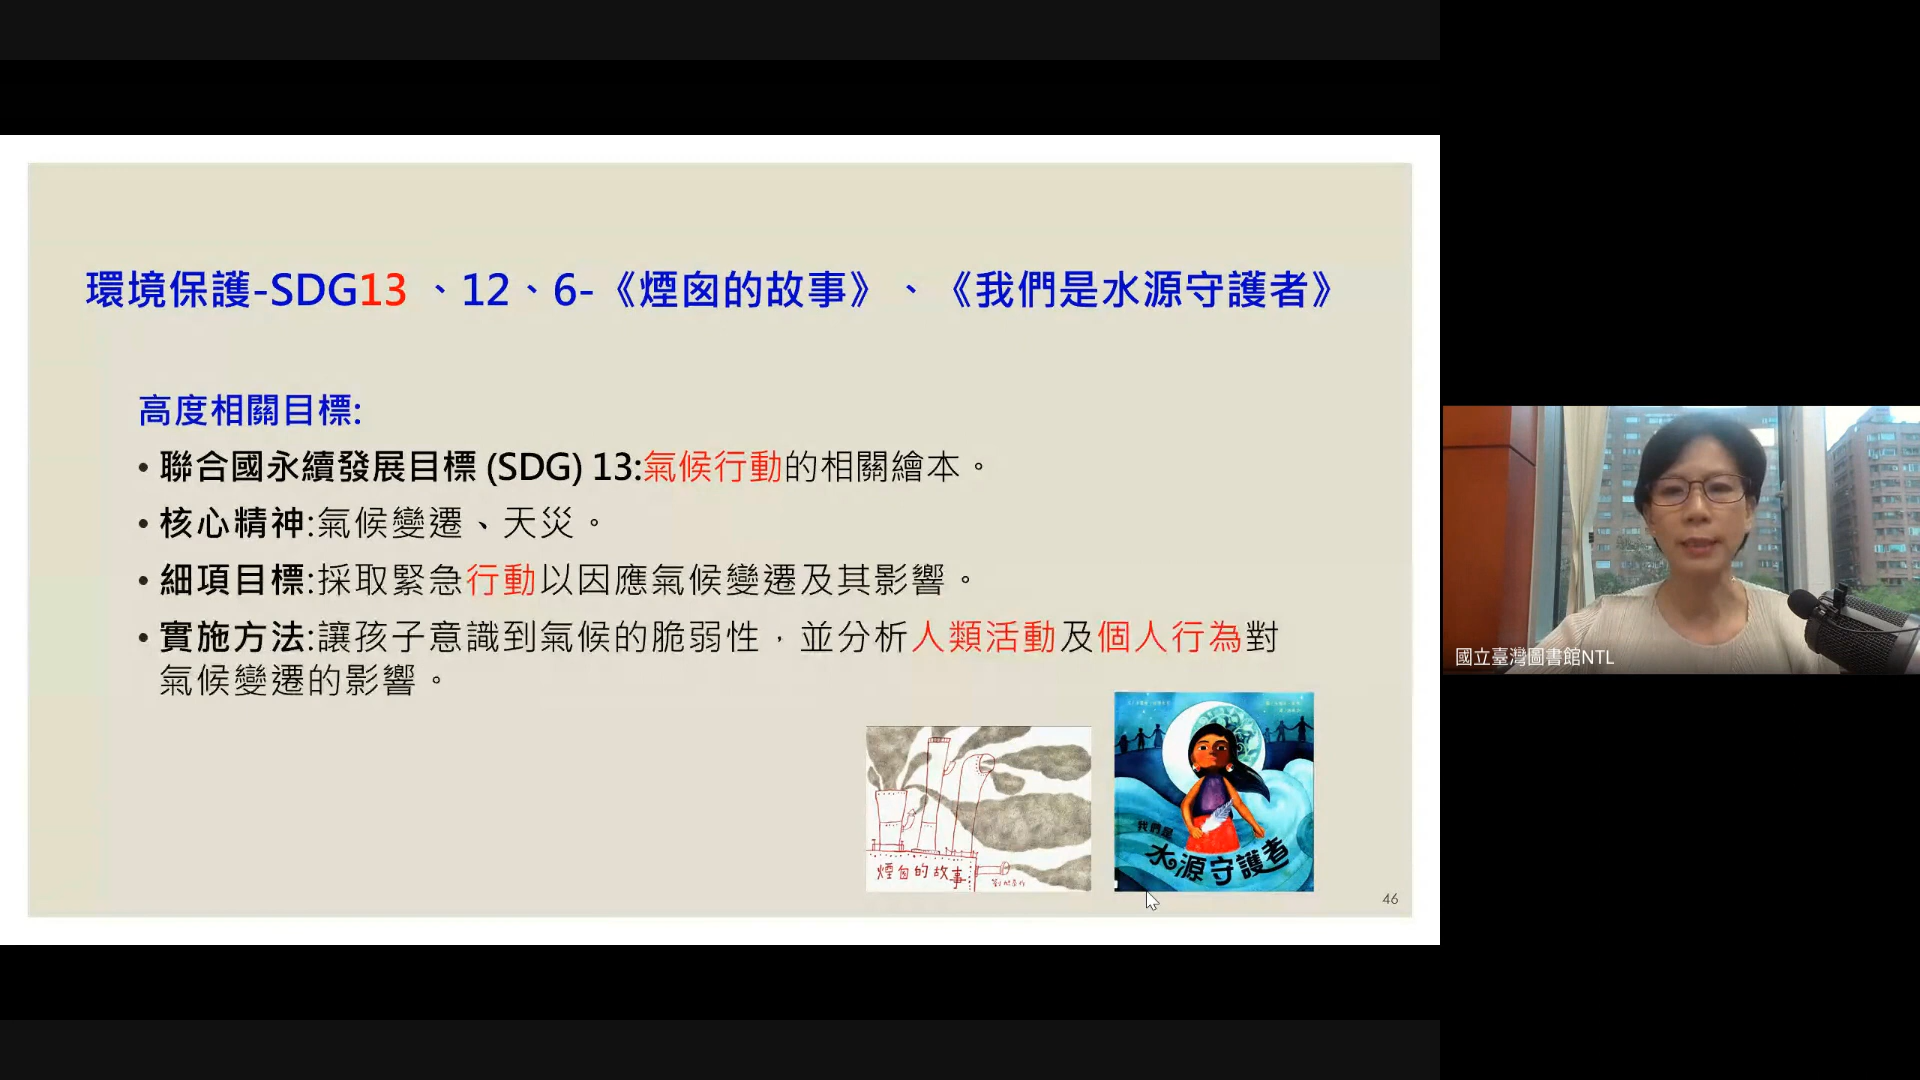 環境保護-SDG13、12、6-《煙囪的故事》、《我們是水源守護者》
高度相關目標:
• 聯合國永續發展目標 (SDG) 13:氣候行動的相關繪本。
• 核心精神:氣候變遷、天災。
• 細項目標:採取緊急行動以因應氣候變遷及其影響。
• 實施方法:讓孩子意識到氣候的脆弱性，並分析人類活動及個人行為對
氣候變遷的影響。
煙囪的故事
我們是
水源守護者
46
國立臺灣圖書館NTL